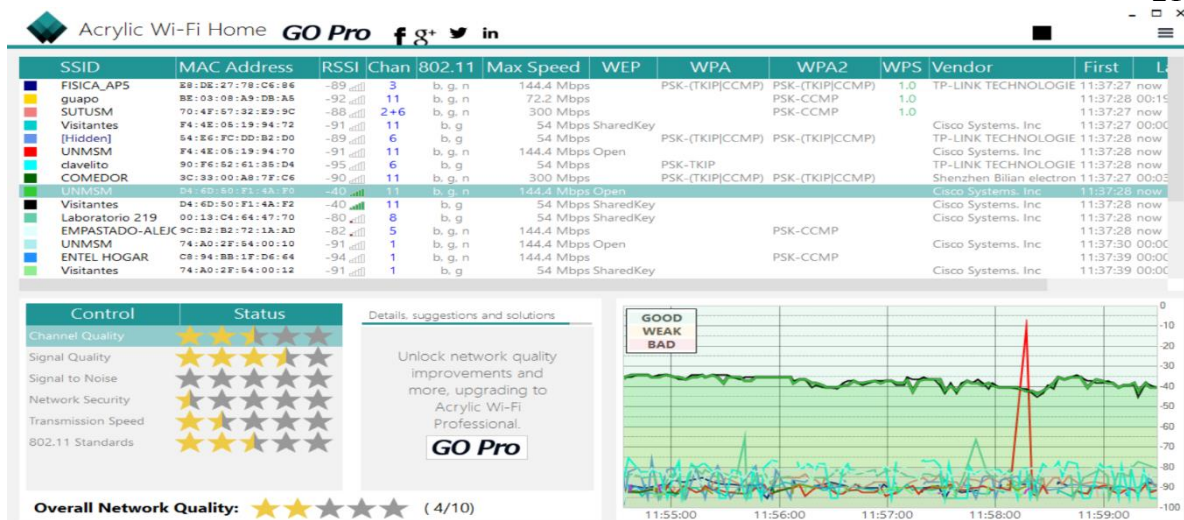 Acrylic Wi-Fi Home GO Pro f g+ in
SSID MAC Address RSSI Chan 802.11 Max Speed WEP WPA WPA2 WPS Vendor First
FISICA_AP5 E8:DE:27:78:C6:86 -89 3 b, g, n 144.4 Mbps PSK-(TKIP|CCMP) PSK-(TKIP|CCMP) 1.0 TP-LINK TECHNOLOGIE 11:37:27 now
guapo BE:03:08:A9:DB:A5 -92 11 b, g, n 72.2 Mbps PSK-CCMP 1.0 11:37:28 00:19
SUTUSM 70:4F:57:32:E9:9C -88 2+6 b, g, n 300 Mbps PSK-CCMP 1.0 11:37:27 now
Visitantes F4:4E:05:19:94:72 -91 11 b, g 54 Mbps SharedKey Cisco Systems. Inc 11:37:27 00:00
[Hidden] 54:E6:FC:DD:B2:D0 -89 6 b, g 54 Mbps PSK-(TKIP|CCMP) PSK-(TKIP|CCMP) TP-LINK TECHNOLOGIE 11:37:28 now
UNMSM F4:4E:05:19:94:70 -91 11 b, g, n 144.4 Mbps Open Cisco Systems. Inc 11:37:28 now
clavelito 90:F6:52:61:35:D4 -95 6 b, g 54 Mbps PSK-TKIP TP-LINK TECHNOLOGIE 11:37:28 now
COMEDOR 3C:33:00:A8:7F:C6 -90 11 b, g, n 300 Mbps PSK-(TKIP|CCMP) PSK-(TKIP|CCMP) Shenzhen Bilian electron 11:37:27 00:03
UNMSM D4:6D:50:F1:4A:F0 -40 11 b, g, n 144.4 Mbps Open Cisco Systems. Inc 11:37:28 now
Visitantes D4:6D:50:F1:4A:F2 -40 11 b, g 54 Mbps SharedKey Cisco Systems. Inc 11:37:28 now
Laboratorio 219 00:13:C4:64:47:70 -80 8 b, g 54 Mbps SharedKey Cisco Systems. Inc 11:37:28 now
EMPASTADO-ALEJC 9C:B2:B2:72:1A:AD -82 5 b, g, n 144.4 Mbps PSK-CCMP 11:37:28 now
UNMSM 74:A0:2F:54:00:10 -91 1 b, g, n 144.4 Mbps Open Cisco Systems. Inc 11:37:30 00:00
ENTEL HOGAR C8:94:BB:1F:D6:64 -94 1 b, g, n 144.4 Mbps PSK-CCMP 11:37:39 00:00
Visitantes 74:A0:2F:54:00:12 -91 1 b, g 54 Mbps SharedKey Cisco Systems. Inc 11:37:39 00:00
Control Status
Channel Quality
Signal Quality
Signal to Noise
Network Security
Transmission Speed
802.11 Standards
Overall Network Quality: (4/10)
Details, suggestions and solutions
Unlock network quality
improvements and
more, upgrading to
Acrylic Wi-Fi
Professional.
GO Pro
GOOD
WEAK
BAD
0
-10
-20
-30
-40
-50
-60
-70
-80
-90
-100
11:55:00 11:56:00 11:57:00 11:58:00 11:59:00